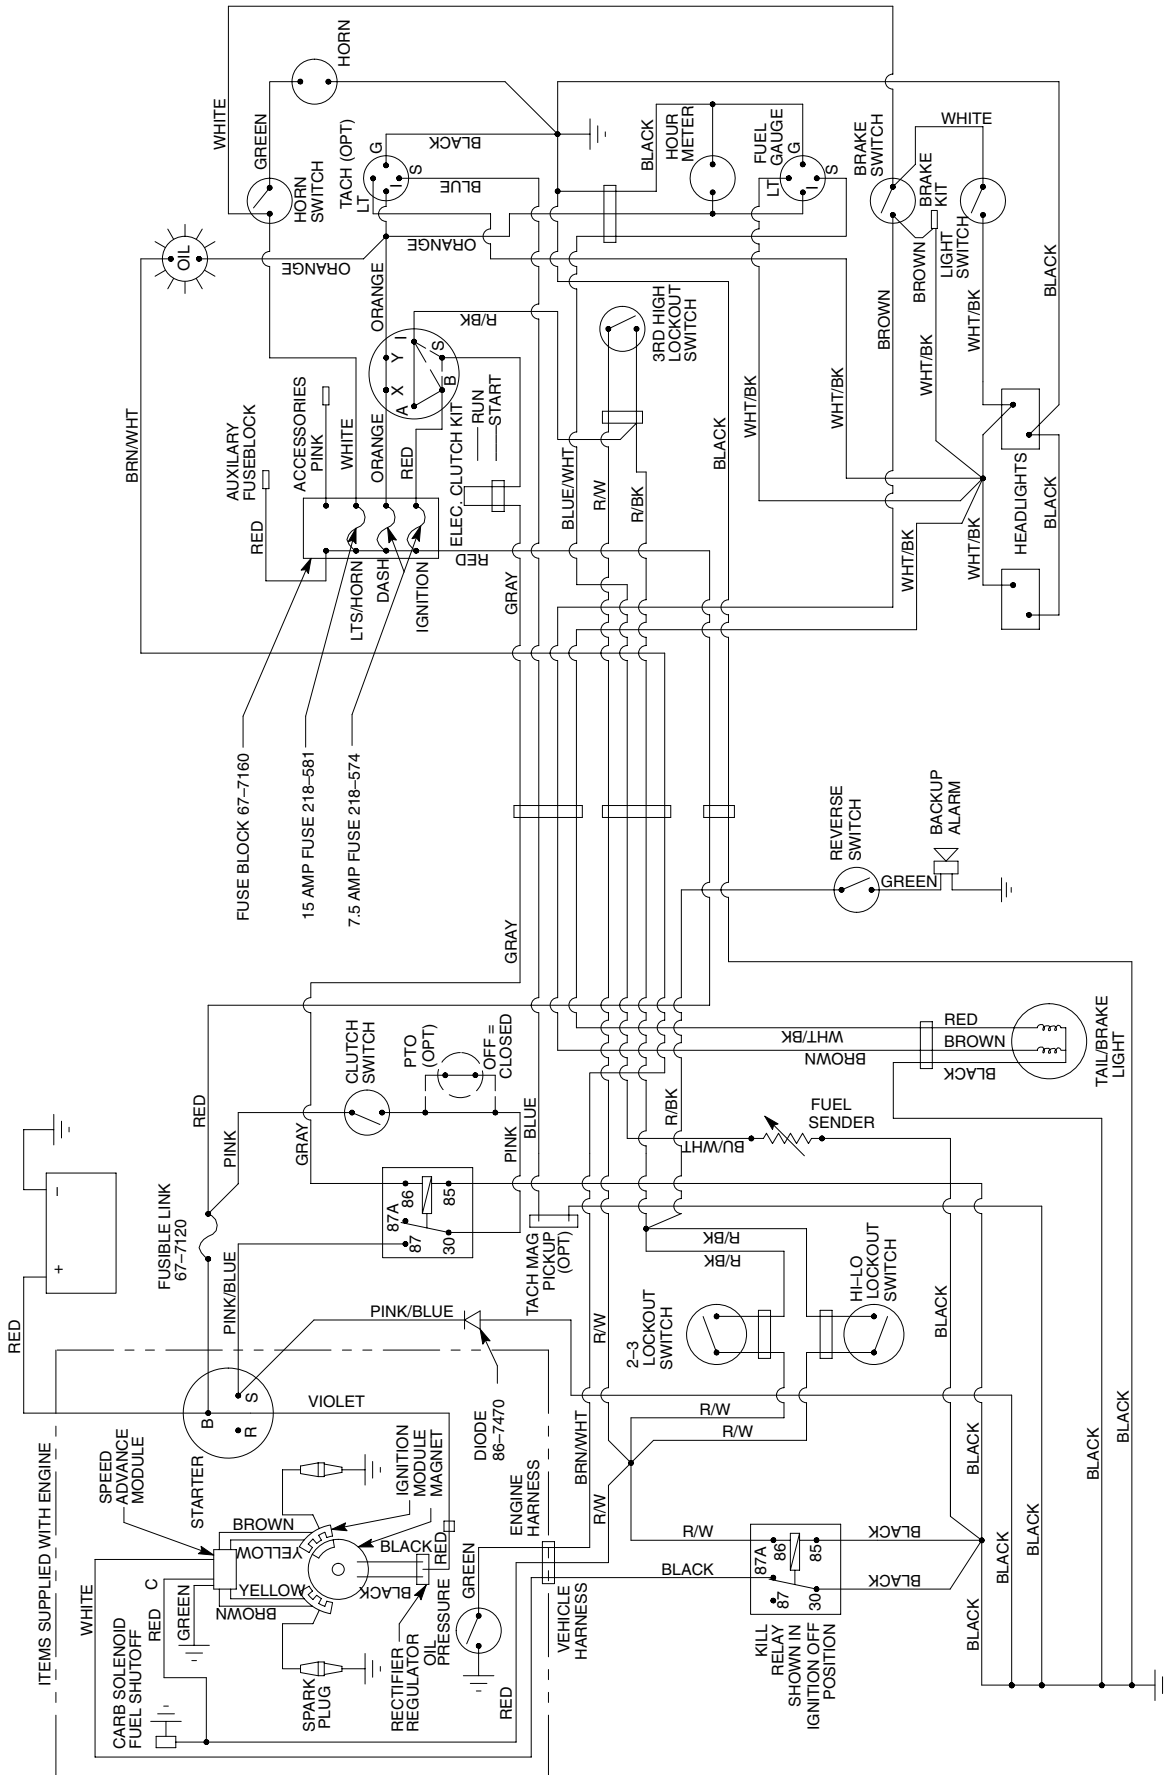 WHITE
HORN
GREEN
HORN
SWITCH
TACH (OPT)
LT
G
I
S
BLACK
BLUE
OIL
ORANGE
ORANGE
BRN/WHT
ORANGE
R/BK
AUXILARY
FUSEBLOCK
ACCESSORIES
PINK
WHITE
ORANGE
RED
RED
A
X
Y
I
B
S
ELEC. CLUTCH KIT
RUN
START
LTS/HORN
DASH
IGNITION
RED
GRAY
BLACK
HOUR
METER
FUEL
GAUGE
LT
G
I
S
BRAKE
SWITCH
WHITE
BRAKE
KIT
LIGHT
SWITCH
BROWN
BROWN
WHT/BK
WHT/BK
BLACK
3RD HIGH
LOCKOUT
SWITCH
BLUE/WHT
R/W
R/BK
BLACK
WHT/BK
WHT/BK
WHT/BK
WHT/BK
HEADLIGHTS
BLACK
FUSE BLOCK 67–7160
15 AMP FUSE 218–581
7.5 AMP FUSE 218–574
REVERSE
SWITCH
GREEN
BACKUP
ALARM
GRAY
RED
PINK
GRAY
CLUTCH
SWITCH
PTO
(OPT)
OFF =
CLOSED
PINK
BLUE
R/BK
BU/WHT
FUEL
SENDER
WHT/BK
BROWN
RED
BROWN
BLACK
TAIL/BRAKE
LIGHT
+
–
RED
FUSIBLE LINK
67–7120
PINK/BLUE
87A
87
86
85
30
TACH MAG
PICKUP
(OPT)
R/BK
R/BK
2–3
LOCKOUT
SWITCH
HI–LO
LOCKOUT
SWITCH
BLACK
PINK/BLUE
DIODE
86–7470
R/W
R/W
R/W
BRN/WHT
R/W
VIOLET
B
R
S
STARTER
ITEMS SUPPLIED WITH ENGINE
SPEED
ADVANCE
MODULE
IGNITION
MODULE
MAGNET
BROWN
YELLOW
YELLOW
BROWN
BLACK
BLACK
RED
WHITE
C
RED
GREEN
CARB SOLENOID
FUEL SHUTOFF
SPARK
PLUG
RECTIFIER
REGULATOR
OIL
PRESSURE
GREEN
RED
ENGINE
HARNESS
VEHICLE
HARNESS
R/W
BLACK
87A
87
86
85
30
BLACK
BLACK
KILL
RELAY
SHOWN IN
IGNITION OFF
POSITION
BLACK
BLACK
BLACK
BLACK
BLACK
BLACK